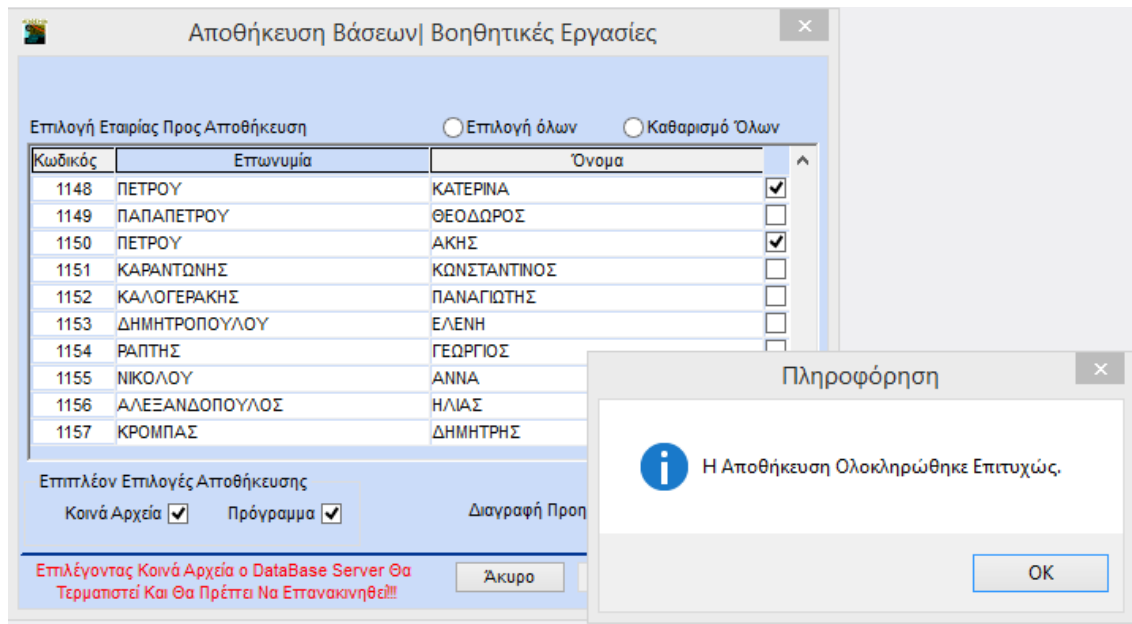 Αποθήκευση Βάσεων| Βοηθητικές Εργασίες
Επιλογή Εταιρίας Προς Αποθήκευση Επιλογή όλων Καθαρισμό Όλων
Κωδικός Επωνυμία Όνομα
1148 ΠΕΤΡΟΥ ΚΑΤΕΡΙΝΑ
1149 ΠΑΠΑΠΕΤΡΟΥ ΘΕΟΔΩΡΟΣ
1150 ΠΕΤΡΟΥ ΑΚΗΣ
1151 ΚΑΡΑΝΤΩΝΗΣ ΚΩΝΣΤΑΝΤΙΝΟΣ
1152 ΚΑΛΟΓΕΡΑΚΗΣ ΠΑΝΑΓΙΩΤΗΣ
1153 ΔΗΜΗΤΡΟΠΟΥΛΟΥ ΕΛΕΝΗ
1154 ΡΑΠΤΗΣ ΓΕΩΡΓΙΟΣ
1155 ΝΙΚΟΛΟΥ ΑΝΝΑ
1156 ΑΛΕΞΑΝΔΟΠΟΥΛΟΣ ΗΛΙΑΣ
1157 ΚΡΟΜΠΑΣ ΔΗΜΗΤΡΗΣ
Πληροφόρηση
Η Αποθήκευση Ολοκληρώθηκε Επιτυχώς.
OK
Επιπλέον Επιλογές Αποθήκευσης
Κοινά Αρχεία Πρόγραμμα Διαγραφή Προη
Επιλέγοντας Κοινά Αρχεία ο DataBase Server Θα
Τερματιστεί Και Θα Πρέπει Να Επανακινηθεί!!!
Άκυρο